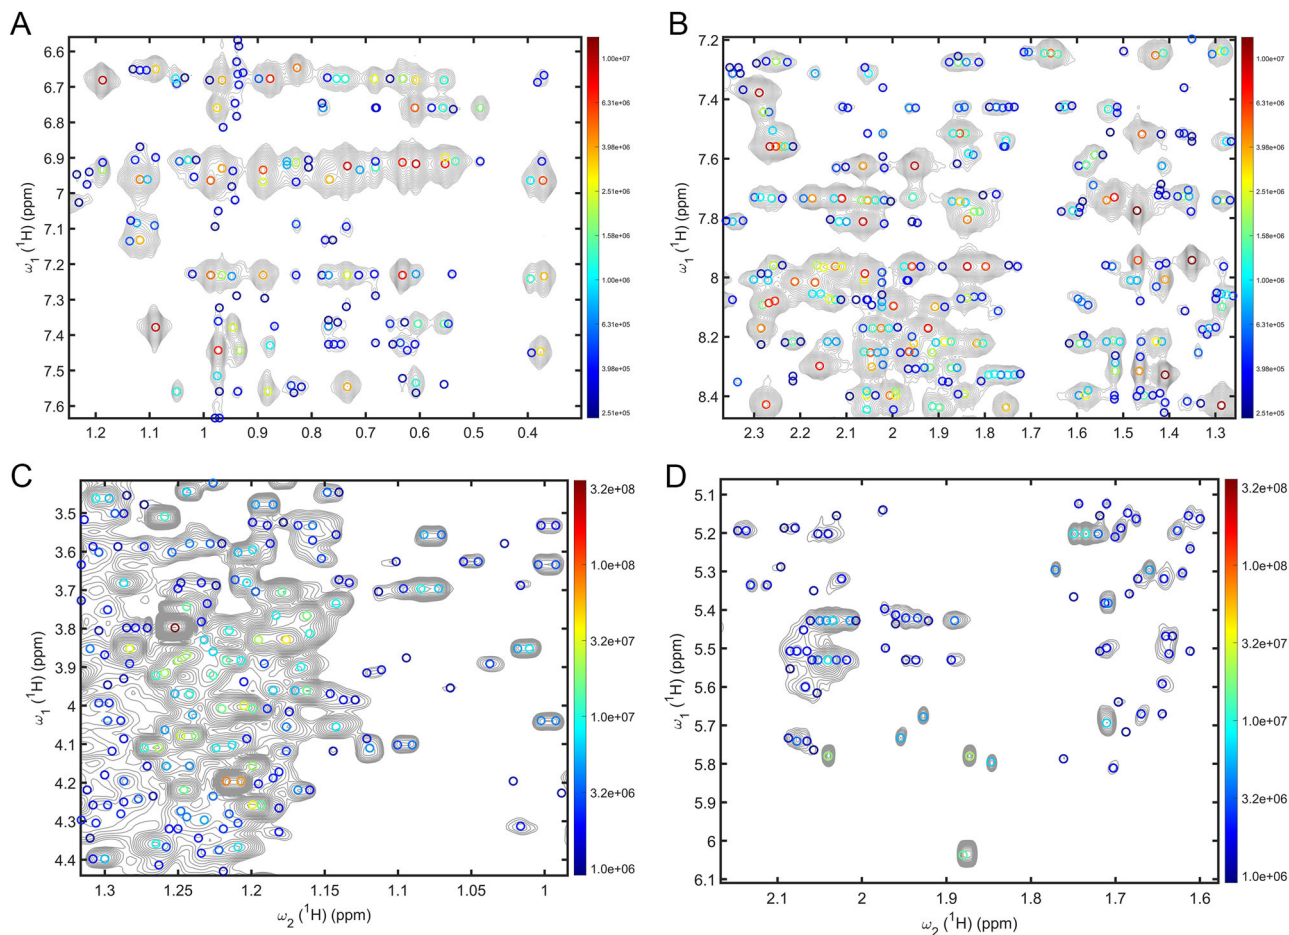 A
6.6
6.7
6.8
6.9
7
7.1
7.2
7.3
7.4
7.5
7.6
ω₁ (¹H) (ppm)
1.2 1.1 1 0.9 0.8 0.7 0.6 0.5 0.4
1.00e+07
6.31e+06
3.98e+06
2.51e+06
1.58e+06
1.00e+06
6.31e+05
3.98e+05
2.51e+05
B
7.2
7.4
7.6
7.8
8
8.2
8.4
ω₁ (¹H) (ppm)
2.3 2.2 2.1 2 1.9 1.8 1.7 1.6 1.5 1.4 1.3
1.00e+07
6.31e+06
3.98e+06
2.51e+06
1.58e+06
1.00e+06
6.31e+05
3.98e+05
2.51e+05
C
3.5
3.6
3.7
3.8
3.9
4
4.1
4.2
4.3
4.4
ω₁ (¹H) (ppm)
1.3 1.25 1.2 1.15 1.1 1.05 1
ω₂ (¹H) (ppm)
3.2e+08
1.0e+08
3.2e+07
1.0e+07
3.2e+06
1.0e+06
D
5.1
5.2
5.3
5.4
5.5
5.6
5.7
5.8
5.9
6
6.1
ω₁ (¹H) (ppm)
2.1 2 1.9 1.8 1.7 1.6
ω₂ (¹H) (ppm)
3.2e+08
1.0e+08
3.2e+07
1.0e+07
3.2e+06
1.0e+06